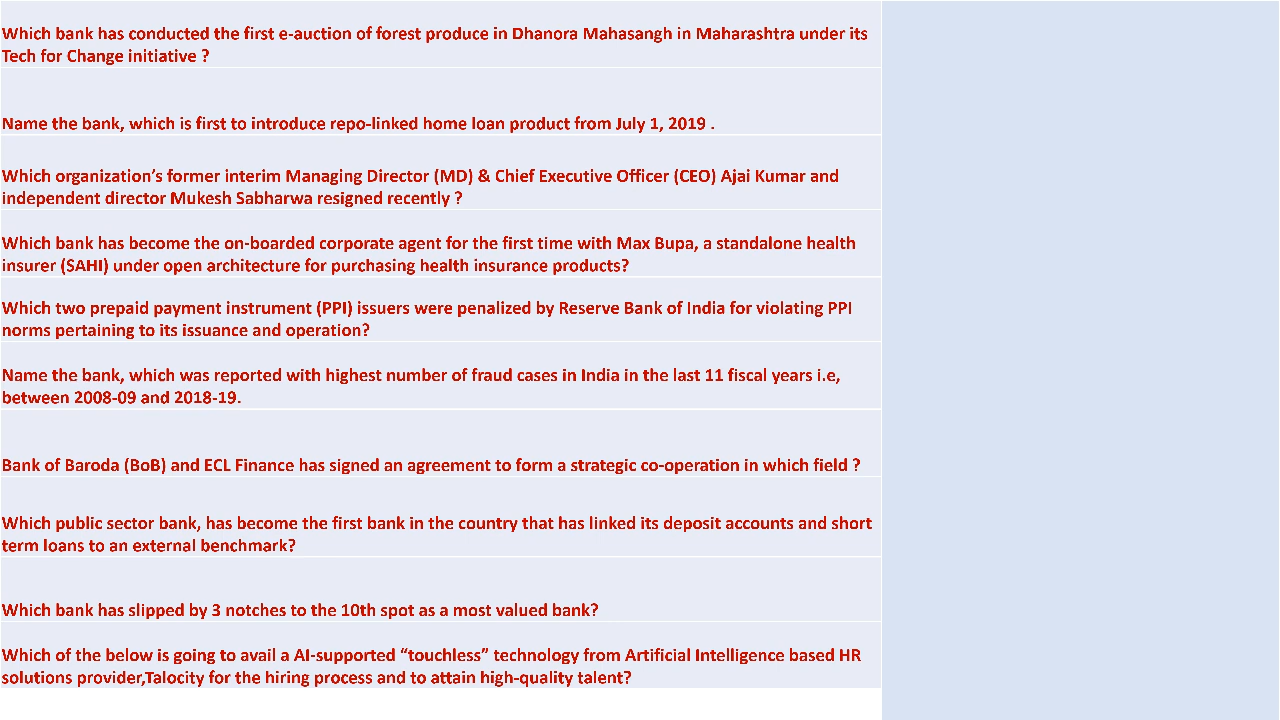 Which bank has conducted the first e-auction of forest produce in Dhanora Mahasangh in Maharashtra under its
Tech for Change initiative ?
Name the bank, which is first to introduce repo-linked home loan product from July 1, 2019 .
Which organization’s former interim Managing Director (MD) & Chief Executive Officer (CEO) Ajai Kumar and
independent director Mukesh Sabharwa resigned recently ?
Which bank has become the on-boarded corporate agent for the first time with Max Bupa, a standalone health
insurer (SAHI) under open architecture for purchasing health insurance products?
Which two prepaid payment instrument (PPI) issuers were penalized by Reserve Bank of India for violating PPI
norms pertaining to its issuance and operation?
Name the bank, which was reported with highest number of fraud cases in India in the last 11 fiscal years i.e,
between 2008-09 and 2018-19.
Bank of Baroda (BoB) and ECL Finance has signed an agreement to form a strategic co-operation in which field ?
Which public sector bank, has become the first bank in the country that has linked its deposit accounts and short
term loans to an external benchmark?
Which bank has slipped by 3 notches to the 10th spot as a most valued bank?
Which of the below is going to avail a AI-supported “touchless” technology from Artificial Intelligence based HR
solutions provider,Talocity for the hiring process and to attain high-quality talent?